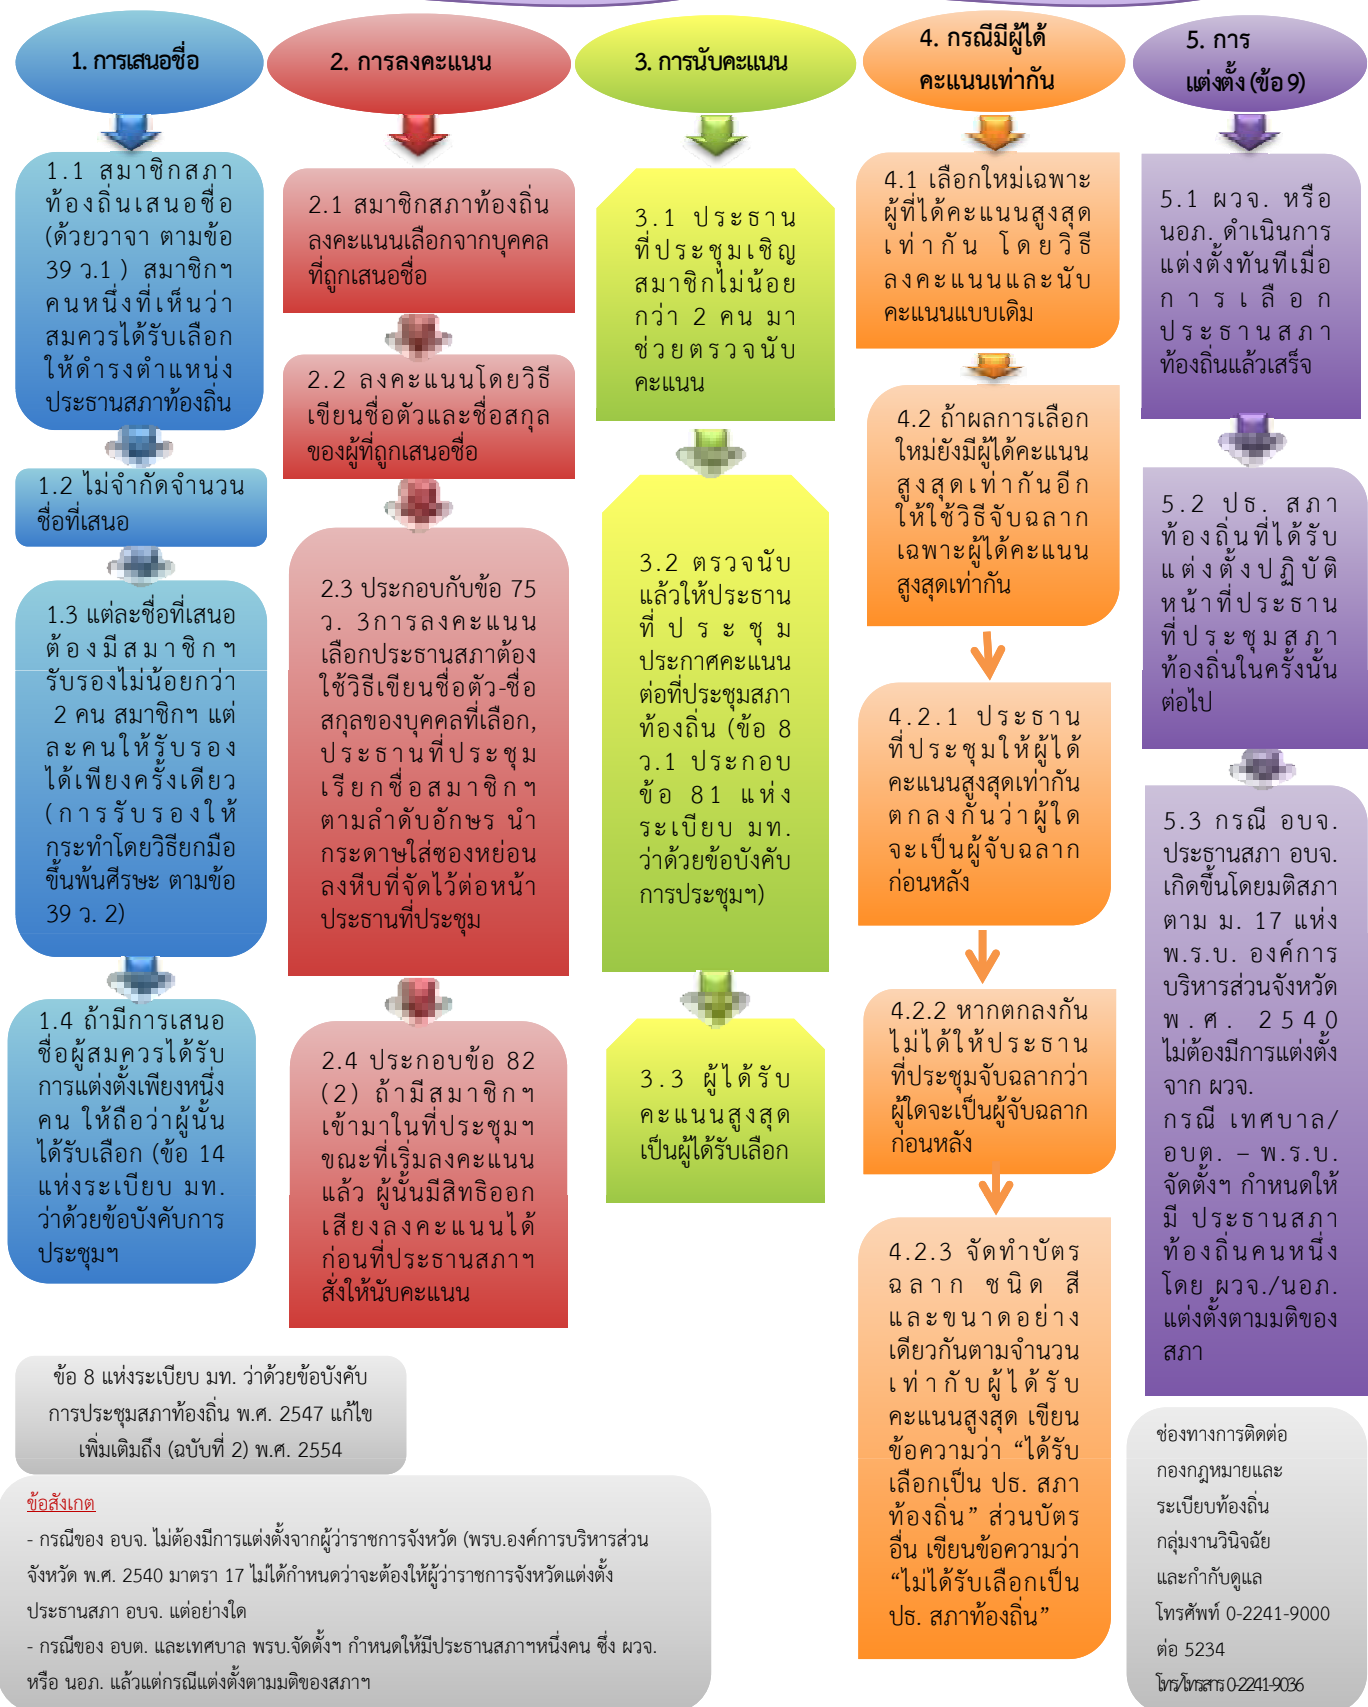 1. การเสนอชื่อ
1.1 สมาชิกสภา
ท้องถิ่นเสนอชื่อ
(ด้วยวาจา ตามข้อ
39 ว.1 ) สมาชิกฯ
คนหนึ่งที่เห็นว่า
สมควรได้รับเลือก
ให้ดำรงตำแหน่ง
ประธานสภาท้องถิ่น
1.2 ไม่จำกัดจำนวน
ชื่อที่เสนอ
1.3 แต่ละชื่อที่เสนอ
ต้องมีสมาชิกฯ
รับรองไม่น้อยกว่า
2 คน สมาชิกฯ แต่
ละคนให้รับรอง
ได้เพียงครั้งเดียว
(การรับรองให้
กระทำโดยวิธียกมือ
ขึ้นพ้นศีรษะ ตามข้อ
39 ว. 2)
1.4 ถ้ามีการเสนอ
ชื่อผู้สมควรได้รับ
การแต่งตั้งเพียงหนึ่ง
คน ให้ถือว่าผู้นั้น
ได้รับเลือก (ข้อ 14
แห่งระเบียบ มท.
ว่าด้วยข้อบังคับการ
ประชุมฯ
2. การลงคะแนน
2.1 สมาชิกสภาท้องถิ่น
ลงคะแนนเลือกจากบุคคล
ที่ถูกเสนอชื่อ
2.2 ลงคะแนนโดยวิธี
เขียนชื่อตัวและชื่อสกุล
ของผู้ที่ถูกเสนอชื่อ
2.3 ประกอบกับข้อ 75
ว. 3การลงคะแนน
เลือกประธานสภาต้อง
ใช้วิธีเขียนชื่อตัว-ชื่อ
สกุลของบุคคลที่เลือก,
ประธานที่ประชุม
เรียกชื่อสมาชิกฯ
ตามลำดับอักษร นำ
กระดาษใส่ซองหย่อน
ลงหีบที่จัดไว้ต่อหน้า
ประธานที่ประชุม
2.4 ประกอบข้อ 82
(2) ถ้ามีสมาชิกฯ
เข้ามาในที่ประชุมฯ
ขณะที่เริ่มลงคะแนน
แล้ว ผู้นั้นมีสิทธิออก
เสียงลงคะแนนได้
ก่อนที่ประธานสภาฯ
สั่งให้นับคะแนน
3. การนับคะแนน
3.1 ประธาน
ที่ประชุมเชิญ
สมาชิกไม่น้อย
กว่า 2 คน มา
ช่วยตรวจนับ
คะแนน
3.2 ตรวจนับ
แล้วให้ประธาน
ที่ประชุม
ประกาศคะแนน
ต่อที่ประชุมสภา
ท้องถิ่น (ข้อ 8
ว.1 ประกอบ
ข้อ 81 แห่ง
ระเบียบ มท.
ว่าด้วยข้อบังคับ
การประชุมฯ)
3.3 ผู้ได้รับ
คะแนนสูงสุด
เป็นผู้ได้รับเลือก
4. กรณีมีผู้ได้
คะแนนเท่ากัน
4.1 เลือกใหม่เฉพาะ
ผู้ที่ได้คะแนนสูงสุด
เท่ากัน โดยวิธี
ลงคะแนนและนับ
คะแนนแบบเดิม
4.2 ถ้าผลการเลือก
ใหม่ยังมีผู้ได้คะแนน
สูงสุดเท่ากันอีก
ให้ใช้วิธีจับฉลาก
เฉพาะผู้ได้คะแนน
สูงสุดเท่ากัน
4.2.1 ประธาน
ที่ประชุมให้ผู้ได้
คะแนนสูงสุดเท่ากัน
ตกลงกันว่าผู้ใด
จะเป็นผู้จับฉลาก
ก่อนหลัง
4.2.2 หากตกลงกัน
ไม่ได้ให้ประธาน
ที่ประชุมจับฉลากว่า
ผู้ใดจะเป็นผู้จับฉลาก
ก่อนหลัง
4.2.3 จัดทำบัตร
ฉลาก ชนิด สี
และขนาดอย่าง
เดียวกันตามจำนวน
เท่ากับผู้ได้รับ
คะแนนสูงสุด เขียน
ข้อความว่า “ได้รับ
เลือกเป็น ปธ. สภา
ท้องถิ่น” ส่วนบัตร
อื่น เขียนข้อความว่า
“ไม่ได้รับเลือกเป็น
ปธ. สภาท้องถิ่น”
5. การ
แต่งตั้ง (ข้อ 9)
5.1 ผวจ. หรือ
นอภ. ดำเนินการ
แต่งตั้งทันทีเมื่อ
การเลือก
ประธานสภา
ท้องถิ่นแล้วเสร็จ
5.2 ปธ. สภา
ท้องถิ่นที่ได้รับ
แต่งตั้งปฏิบัติ
หน้าที่ประธาน
ที่ประชุมสภา
ท้องถิ่นในครั้งนั้น
ต่อไป
5.3 กรณี อบจ.
ประธานสภา อบจ.
เกิดขึ้นโดยมติสภา
ตาม ม. 17 แห่ง
พ.ร.บ. องค์การ
บริหารส่วนจังหวัด
พ.ศ. 2540
ไม่ต้องมีการแต่งตั้ง
จาก ผวจ.
กรณี เทศบาล/
อบต. – พ.ร.บ.
จัดตั้งฯ กำหนดให้
มี ประธานสภา
ท้องถิ่นคนหนึ่ง
โดย ผวจ./นอภ.
แต่งตั้งตามมติของ
สภา
ข้อ 8 แห่งระเบียบ มท. ว่าด้วยข้อบังคับ
การประชุมสภาท้องถิ่น พ.ศ. 2547 แก้ไข
เพิ่มเติมถึง (ฉบับที่ 2) พ.ศ. 2554
ข้อสังเกต
- กรณีของ อบจ. ไม่ต้องมีการแต่งตั้งจากผู้ว่าราชการจังหวัด (พรบ.องค์การบริหารส่วน
จังหวัด พ.ศ. 2540 มาตรา 17 ไม่ได้กำหนดว่าจะต้องให้ผู้ว่าราชการจังหวัดแต่งตั้ง
ประธานสภา อบจ. แต่อย่างใด
- กรณีของ อบต. และเทศบาล พรบ.จัดตั้งฯ กำหนดให้มีประธานสภาฯหนึ่งคน ซึ่ง ผวจ.
หรือ นอภ. แล้วแต่กรณีแต่งตั้งตามมติของสภาฯ
ช่องทางการติดต่อ
กองกฎหมายและ
ระเบียบท้องถิ่น
กลุ่มงานวินิจฉัย
และกำกับดูแล
โทรศัพท์ 0-2241-9000
ต่อ 5234
โทร/โทรสาร 0-2241-9036